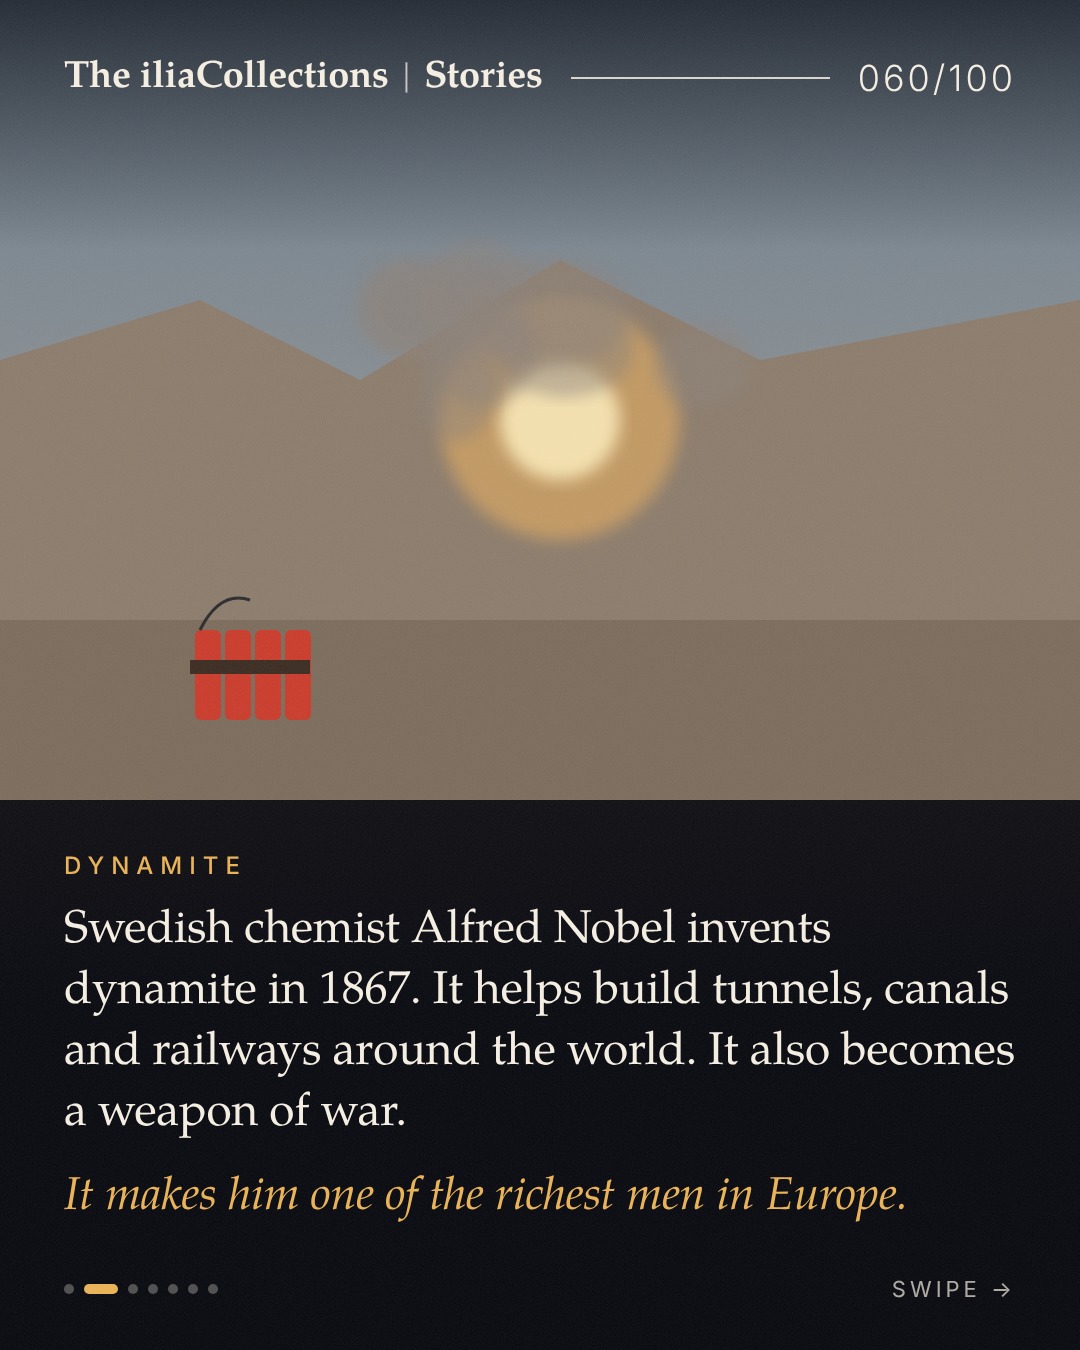 The iliaCollections | Stories 060/100
DYNAMITE
Swedish chemist Alfred Nobel invents
dynamite in 1867. It helps build tunnels, canals
and railways around the world. It also becomes
a weapon of war.
It makes him one of the richest men in Europe.
SWIPE →